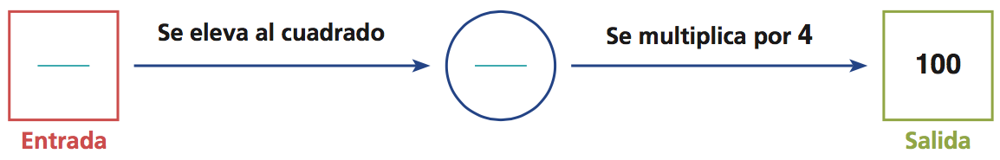 Se eleva al cuadrado
Se multiplica por 4
100
Entrada
Salida